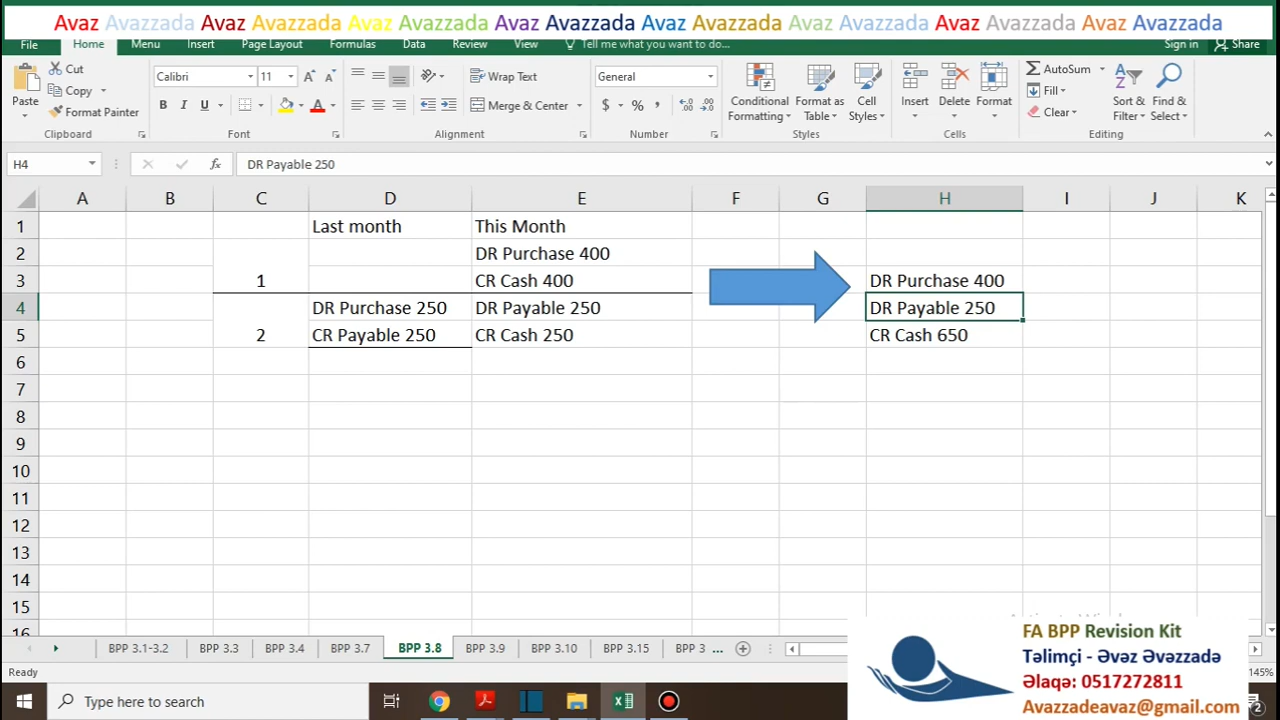 Avaz Avazzada Avaz Avazzada Avaz Avazzada Avaz Avazzada Avaz Avazzada Avaz Avazzada Avaz Avazzada Avaz Avazzada
File Home Menu Insert Page Layout Formulas Data Review View Tell me what you want to do... Sign in Share
Cut
Copy
Format Painter
Paste
Clipboard
Calibri 11
B I U
Font
Wrap Text
Merge & Center
Alignment
General
$ % ,
Number
Conditional Formatting
Format as Table
Cell Styles
Styles
Insert Delete Format
Cells
AutoSum
Fill
Clear
Sort & Filter
Find & Select
Editing
H4 fx DR Payable 250
A B C D E F G H I J K
1 Last month This Month
2 DR Purchase 400
3 1 CR Cash 400 DR Purchase 400
4 DR Purchase 250 DR Payable 250 DR Payable 250
5 2 CR Payable 250 CR Cash 250 CR Cash 650
6
7
8
9
10
11
12
13
14
15
16
BPP 3.1-3.2 BPP 3.3 BPP 3.4 BPP 3.7 BPP 3.8 BPP 3.9 BPP 3.10 BPP 3.15 BPP 3 ...
Ready 145%
Type here to search
2
FA BPP Revision Kit
Təlimçi - Əvəz Əvəzzadə
Əlaqə: 0517272811
Avazzadeavaz@gmail.com